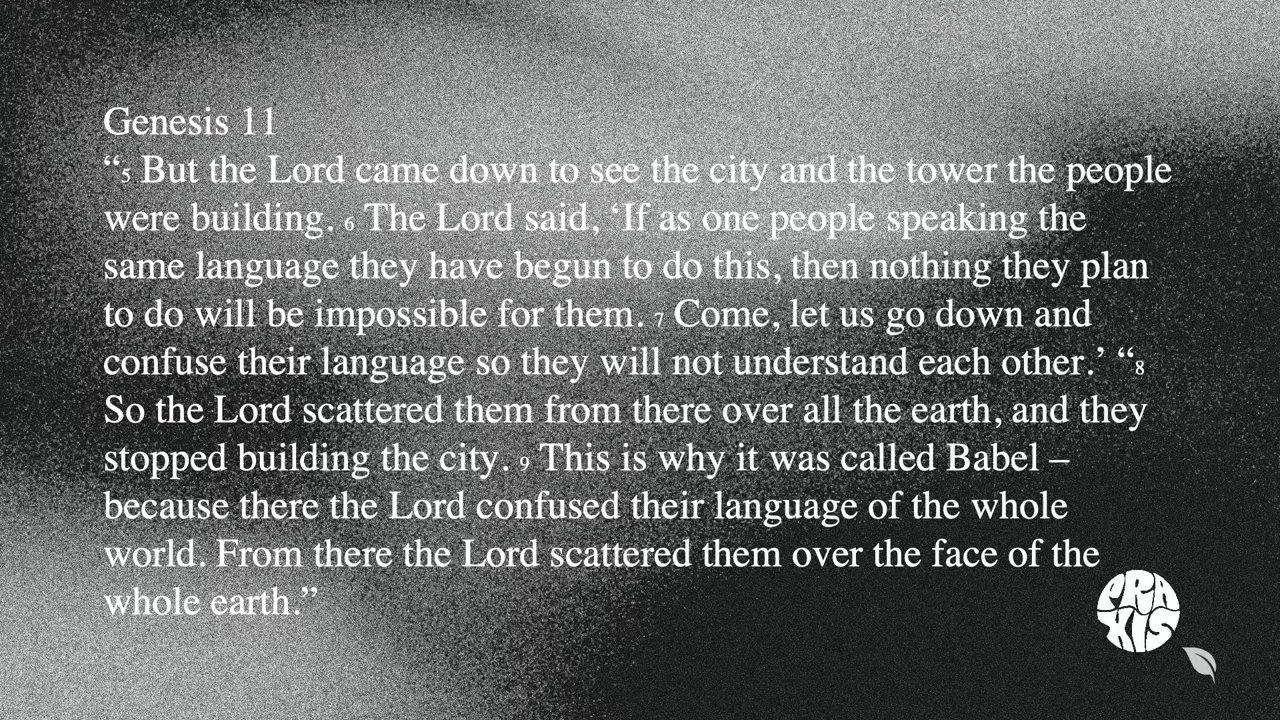 Genesis 11
“5 But the Lord came down to see the city and the tower the people
were building. 6 The Lord said, ‘If as one people speaking the
same language they have begun to do this, then nothing they plan
to do will be impossible for them. 7 Come, let us go down and
confuse their language so they will not understand each other.’ “8
So the Lord scattered them from there over all the earth, and they
stopped building the city. 9 This is why it was called Babel –
because there the Lord confused their language of the whole
world. From there the Lord scattered them over the face of the
whole earth.”
PRA
XIS